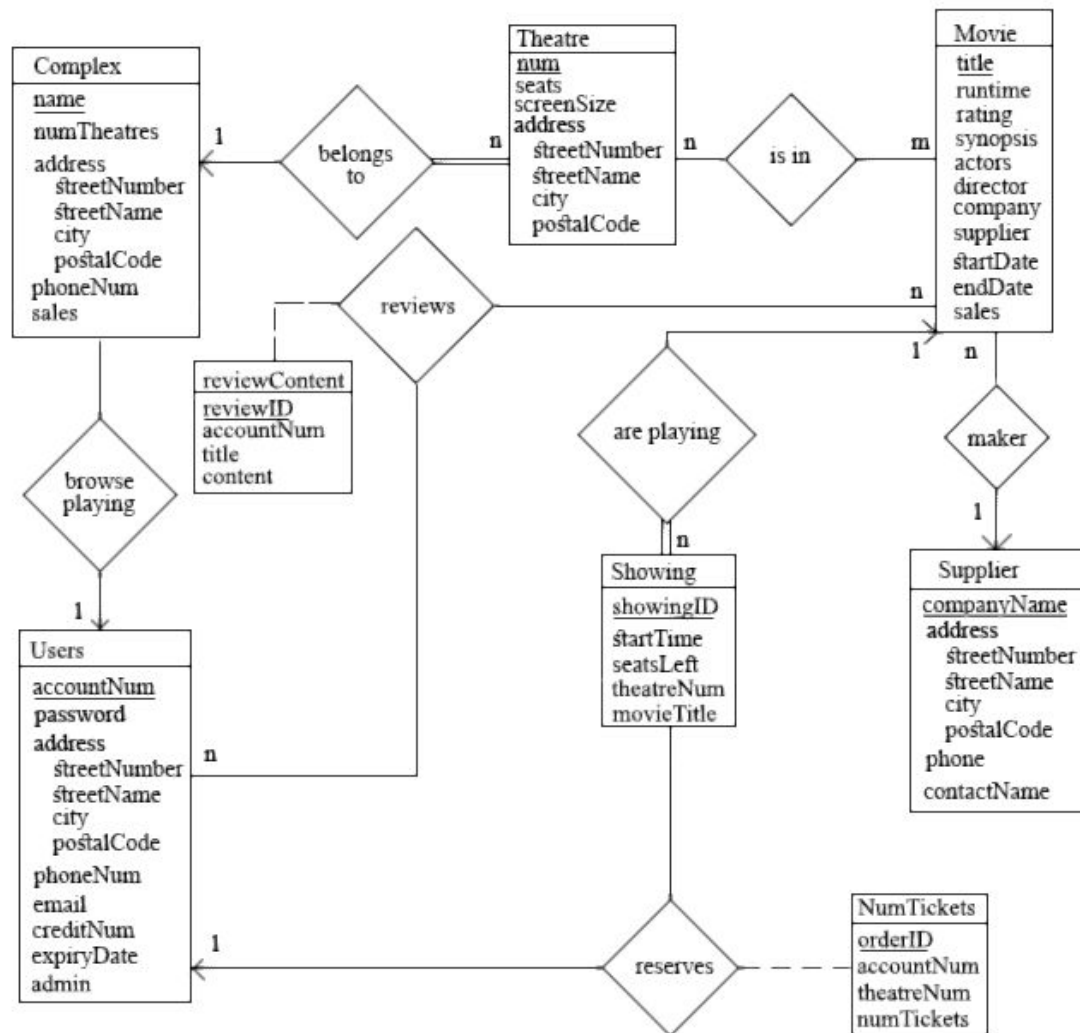 Complex
name
numTheatres
address
streetNumber
streetName
city
postalCode
phoneNum
sales
1
belongs
to
n
Theatre
num
seats
screenSize
address
streetNumber
streetName
city
postalCode
n
is in
m
Movie
title
runtime
rating
synopsis
actors
director
company
supplier
startDate
endDate
sales
reviews
n
reviewContent
reviewID
accountNum
title
content
1
n
are playing
maker
browse
playing
n
1
1
Showing
showingID
startTime
seatsLeft
theatreNum
movieTitle
Supplier
companyName
address
streetNumber
streetName
city
postalCode
phone
contactName
Users
accountNum
password
address
streetNumber
streetName
city
postalCode
phoneNum
email
creditNum
expiryDate
admin
n
1
reserves
NumTickets
orderID
accountNum
theatreNum
numTickets